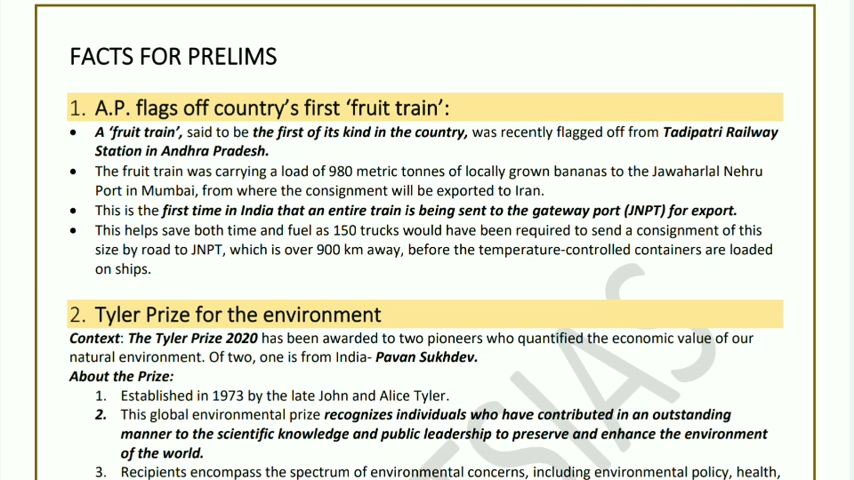 FACTS FOR PRELIMS
1. A.P. flags off country's first 'fruit train':
• A 'fruit train', said to be the first of its kind in the country, was recently flagged off from Tadipatri Railway
Station in Andhra Pradesh.
• The fruit train was carrying a load of 980 metric tonnes of locally grown bananas to the Jawaharlal Nehru
Port in Mumbai, from where the consignment will be exported to Iran.
• This is the first time in India that an entire train is being sent to the gateway port (JNPT) for export.
• This helps save both time and fuel as 150 trucks would have been required to send a consignment of this
size by road to JNPT, which is over 900 km away, before the temperature-controlled containers are loaded
on ships.
2. Tyler Prize for the environment
Context: The Tyler Prize 2020 has been awarded to two pioneers who quantified the economic value of our
natural environment. Of two, one is from India- Pavan Sukhdev.
About the Prize:
1. Established in 1973 by the late John and Alice Tyler.
2. This global environmental prize recognizes individuals who have contributed in an outstanding
manner to the scientific knowledge and public leadership to preserve and enhance the environment
of the world.
3. Recipients encompass the spectrum of environmental concerns, including environmental policy, health,
TSIAS